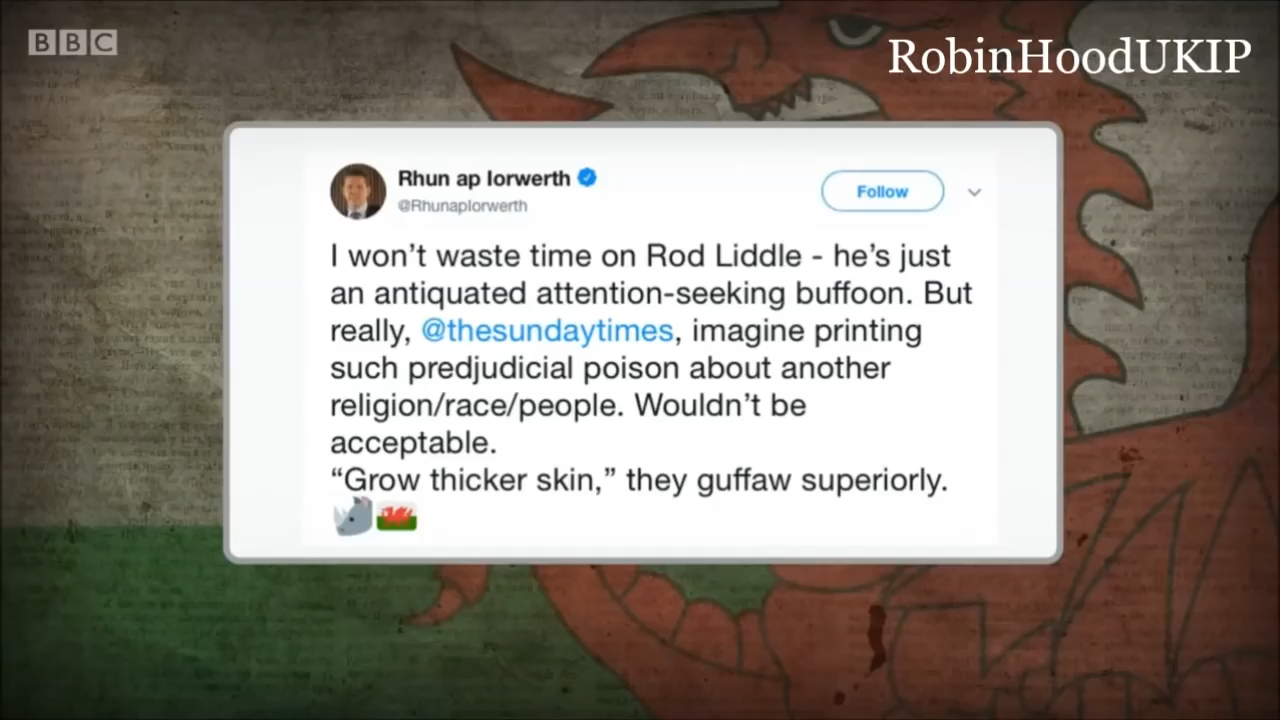 BBC
RobinHoodUKIP
Rhun ap Iorwerth
@RhunapIorwerth
Follow
I won't waste time on Rod Liddle - he's just
an antiquated attention-seeking buffoon. But
really, @thesundaytimes, imagine printing
such predjudicial poison about another
religion/race/people. Wouldn't be
acceptable.
“Grow thicker skin,” they guffaw superiorly.
🦏🏴󠁧󠁢󠁷󠁬󠁳󠁿